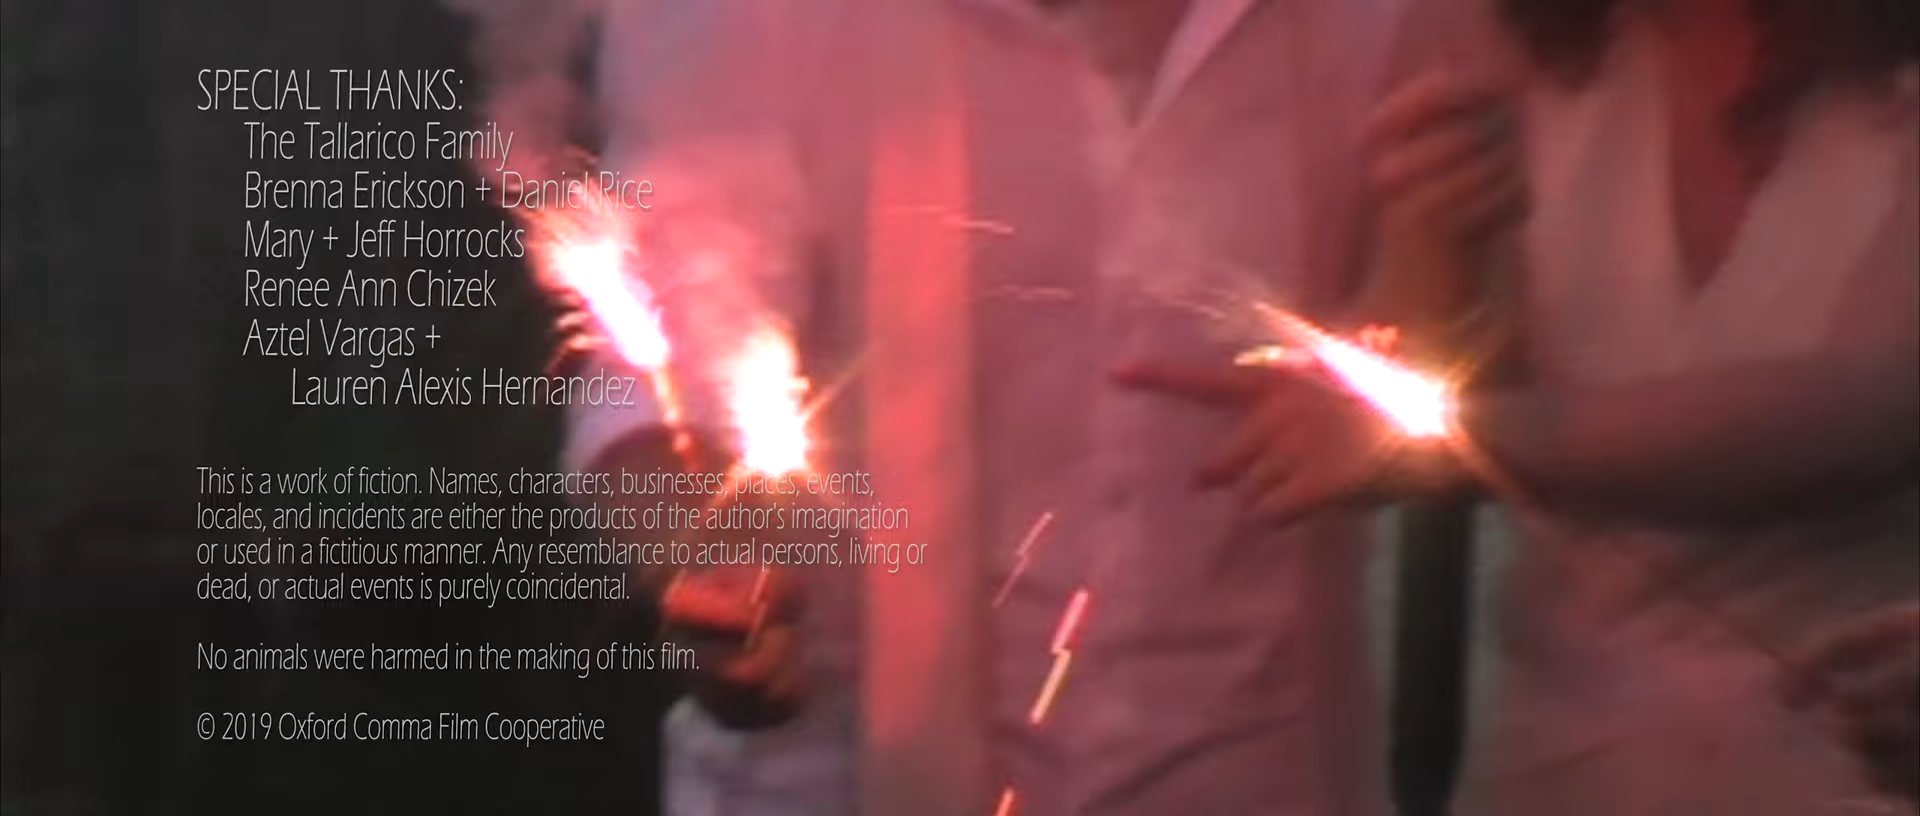 SPECIAL THANKS:
The Tallarico Family
Brenna Erickson + Daniel Rice
Mary + Jeff Horrocks
Renee Ann Chizek
Aztel Vargas +
Lauren Alexis Hernandez
This is a work of fiction. Names, characters, businesses, places, events,
locales, and incidents are either the products of the author's imagination
or used in a fictitious manner. Any resemblance to actual persons, living or
dead, or actual events is purely coincidental.
No animals were harmed in the making of this film.
© 2019 Oxford Comma Film Cooperative